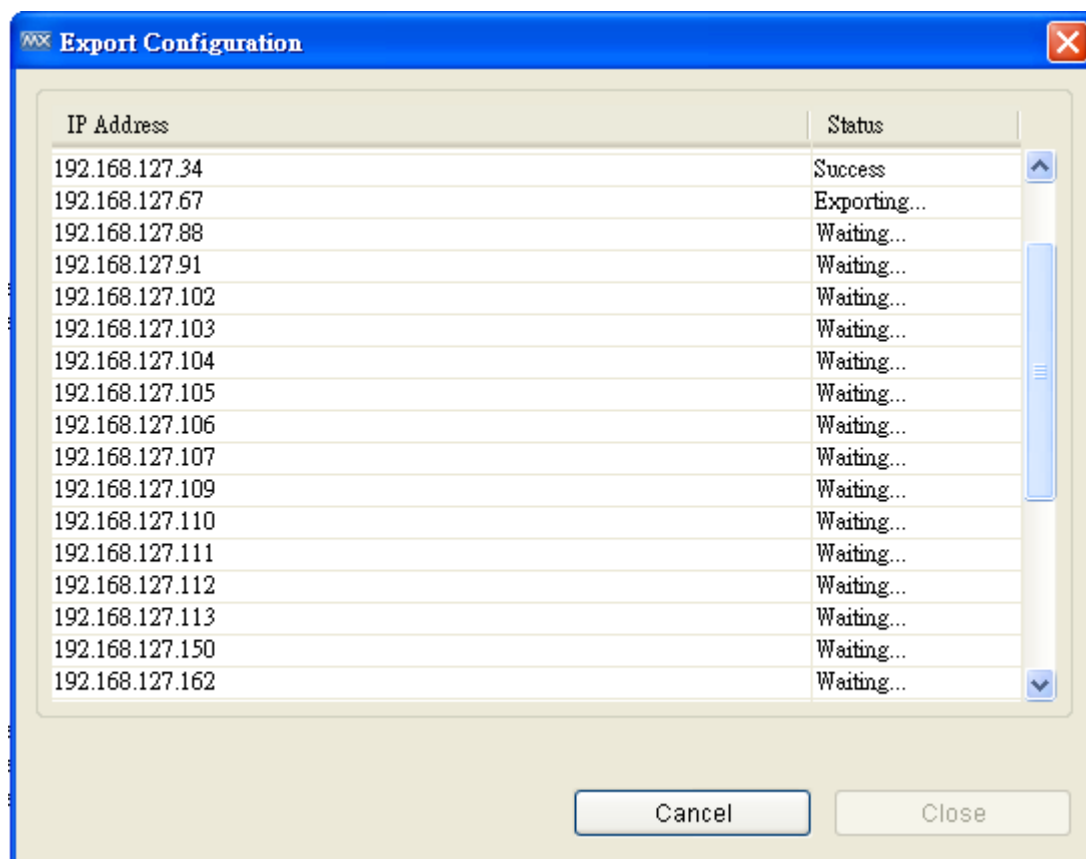 MX Export Configuration
IP Address Status
192.168.127.34 Success
192.168.127.67 Exporting...
192.168.127.88 Waiting...
192.168.127.91 Waiting...
192.168.127.102 Waiting...
192.168.127.103 Waiting...
192.168.127.104 Waiting...
192.168.127.105 Waiting...
192.168.127.106 Waiting...
192.168.127.107 Waiting...
192.168.127.109 Waiting...
192.168.127.110 Waiting...
192.168.127.111 Waiting...
192.168.127.112 Waiting...
192.168.127.113 Waiting...
192.168.127.150 Waiting...
192.168.127.162 Waiting...
Cancel Close